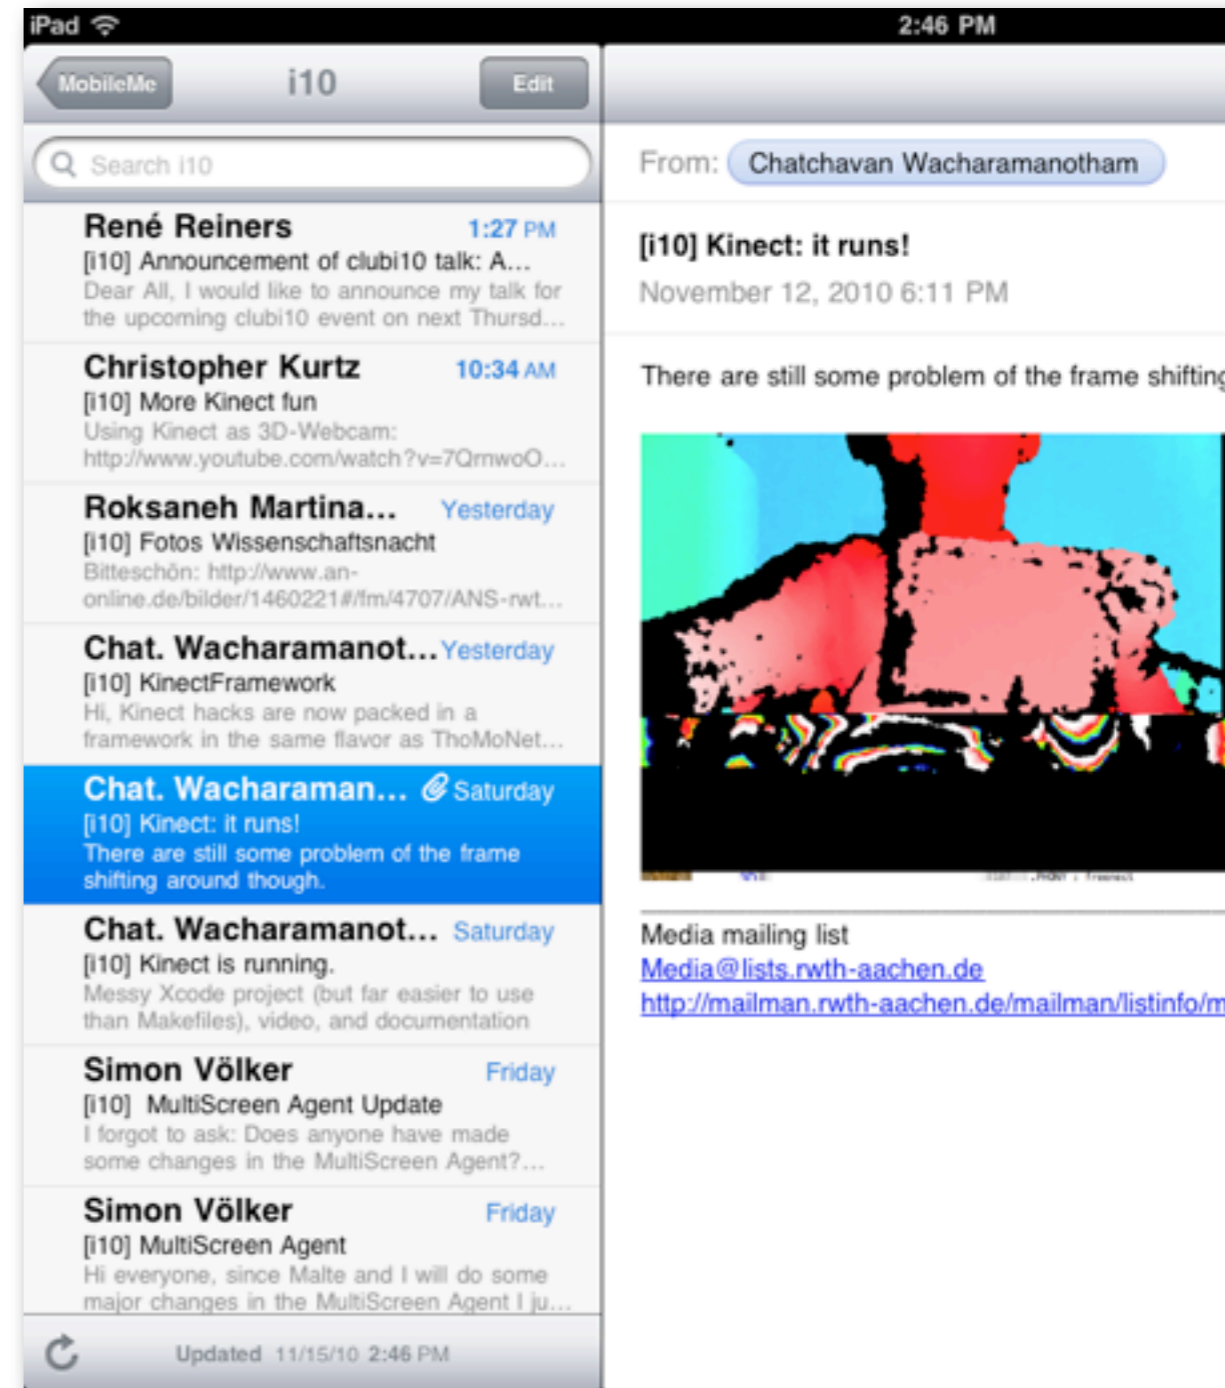 iPad
2:46 PM
MobileMe
i10
Edit
Search i10
René Reiners 1:27 PM
[i10] Announcement of clubi10 talk: A...
Dear All, I would like to announce my talk for
the upcoming clubi10 event on next Thursd...
Christopher Kurtz 10:34 AM
[i10] More Kinect fun
Using Kinect as 3D-Webcam:
http://www.youtube.com/watch?v=7QrnwoO...
Roksaneh Martina... Yesterday
[i10] Fotos Wissenschaftsnacht
Bitteschön: http://www.an-
online.de/bilder/1460221#/fm/4707/ANS-rwt...
Chat. Wacharamanot... Yesterday
[i10] KinectFramework
Hi, Kinect hacks are now packed in a
framework in the same flavor as ThoMoNet...
Chat. Wacharaman... Saturday
[i10] Kinect: it runs!
There are still some problem of the frame
shifting around though.
Chat. Wacharamanot... Saturday
[i10] Kinect is running.
Messy Xcode project (but far easier to use
than Makefiles), video, and documentation
Simon Völker Friday
[i10] MultiScreen Agent Update
I forgot to ask: Does anyone have made
some changes in the MultiScreen Agent?...
Simon Völker Friday
[i10] MultiScreen Agent
Hi everyone, since Malte and I will do some
major changes in the MultiScreen Agent I ju...
Updated 11/15/10 2:46 PM
From: Chatchavan Wacharamanotham
[i10] Kinect: it runs!
November 12, 2010 6:11 PM
There are still some problem of the frame shifting
Media mailing list
Media@lists.rwth-aachen.de
http://mailman.rwth-aachen.de/mailman/listinfo/m